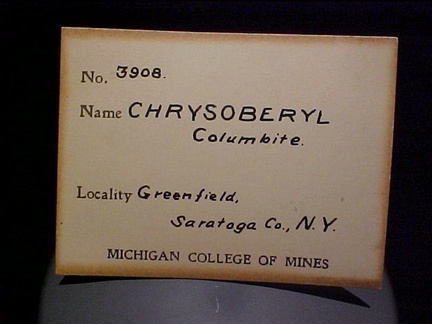 No. 3908.
Name CHRYSOBERYL
Columbite.
Locality Greenfield,
Saratoga Co., N.Y.
MICHIGAN COLLEGE OF MINES